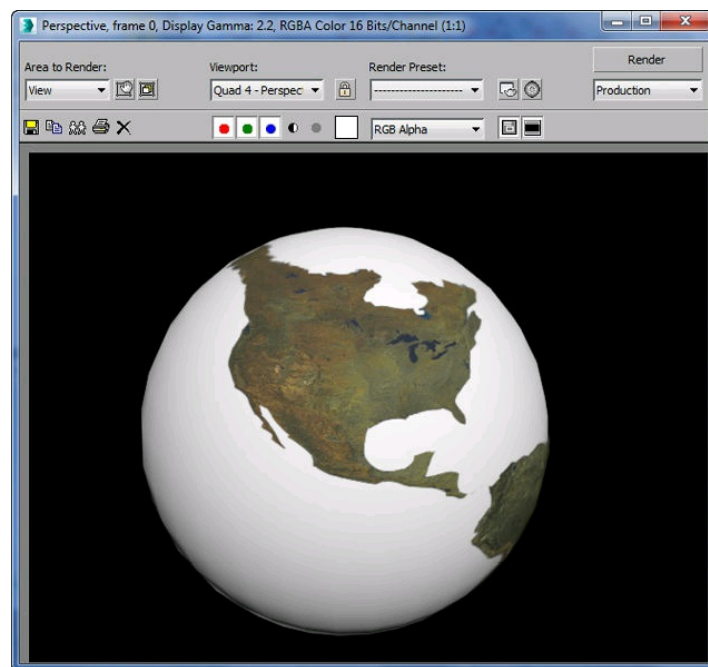 Perspective, frame 0, Display Gamma: 2.2, RGBA Color 16 Bits/Channel (1:1)
Area to Render:
Viewport:
Render Preset:
Render
View
Quad 4 - Perspec
----------------------
Production
RGB Alpha